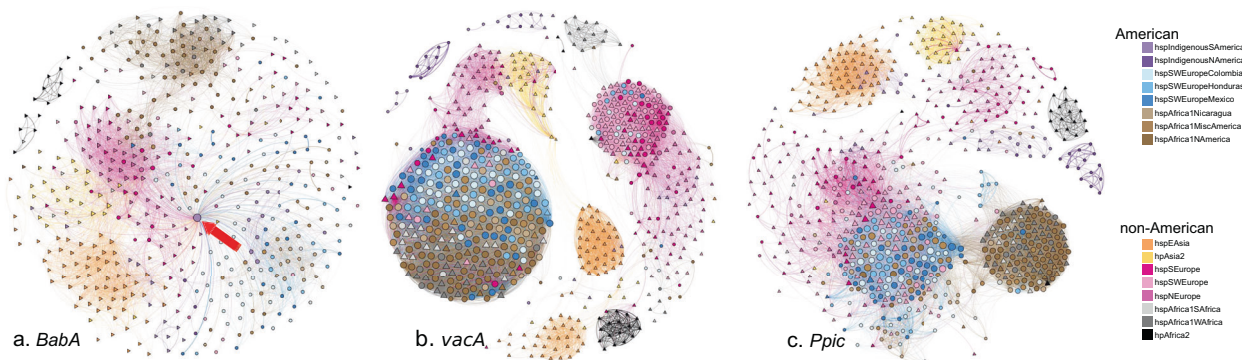 a. BabA
b. vacA
c. Ppic
American
hspIndigenousSAmerica
hspIndigenousNAmerica
hspSWEuropeColombia
hspSWEuropeHonduras
hspSWEuropeMexico
hspAfrica1Nicaragua
hspAfrica1MiscAmerica
hspAfrica1NAmerica
non-American
hspEAsia
hpAsia2
hspSEurope
hspSWEurope
hspNEurope
hspAfrica1SAfrica
hspAfrica1WAfrica
hpAfrica2